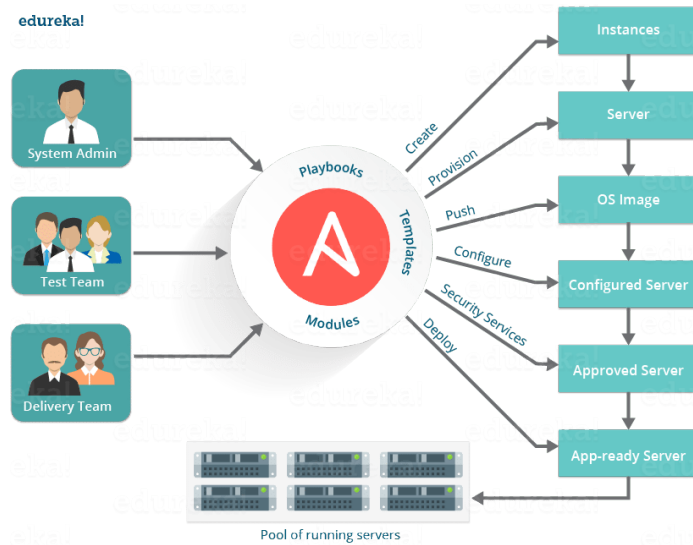 edureka!
System Admin
Test Team
Delivery Team
Playbooks
Templates
Modules
Create
Provision
Push
Configure
Security Services
Deploy
Instances
Server
OS Image
Configured Server
Approved Server
App-ready Server
Pool of running servers